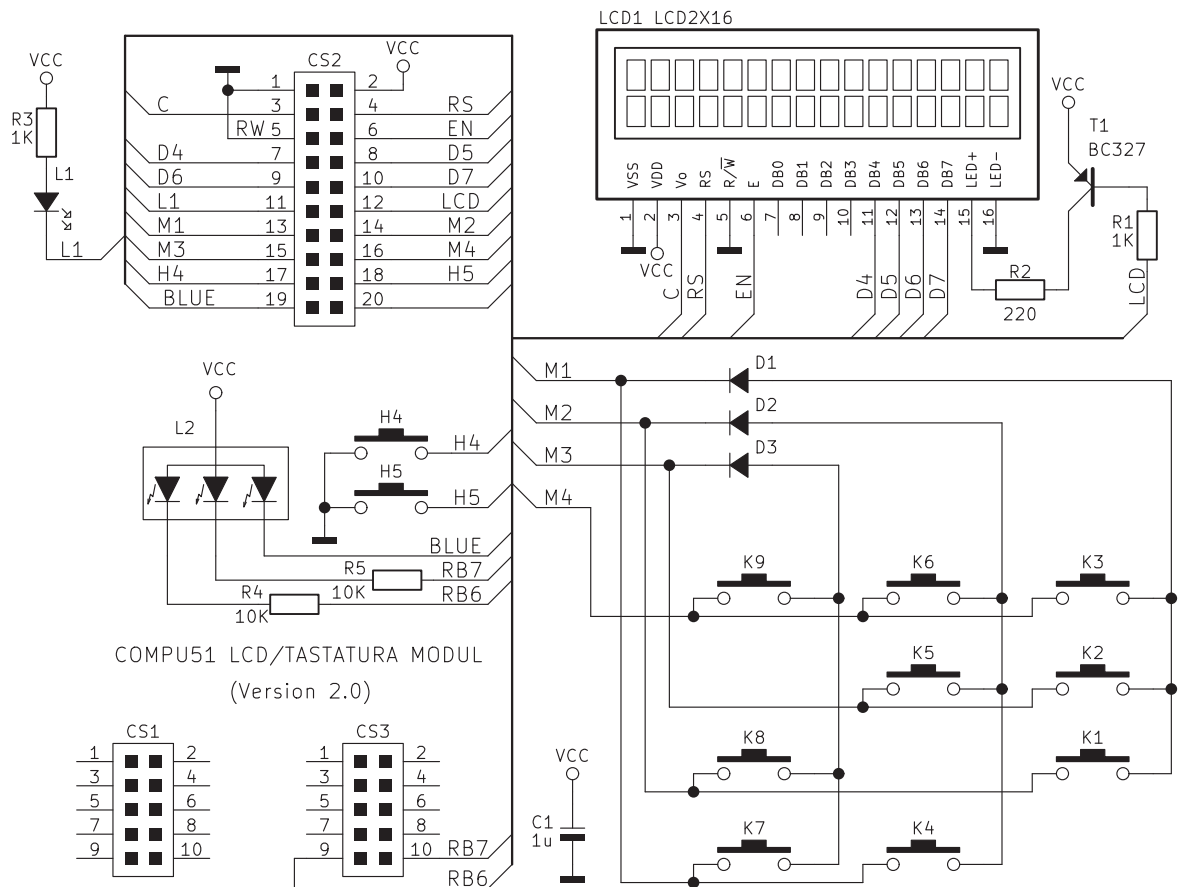 LCD1 LCD2X16
VCC
R3
1K
L1
L1
CS2
VCC
1 2
C 3 4 RS
RW 5 6 EN
D4 7 8 D5
D6 9 10 D7
L1 11 12 LCD
M1 13 14 M2
M3 15 16 M4
H4 17 18 H5
BLUE 19 20
VSS VDD Vo RS R/W E DB0 DB1 DB2 DB3 DB4 DB5 DB6 DB7 LED+ LED-
1 2 3 4 5 6 7 8 9 10 11 12 13 14 15 16
VCC
C RS EN D4 D5 D6 D7
VCC
T1
BC327
R1
1K
LCD
R2
220
VCC
L2
H4
H4
H5
H5
BLUE
R5
10K
RB7
R4
10K
RB6
M1 D1
M2 D2
M3 D3
M4
K9 K6 K3
K5 K2
K8 K1
K7 K4
COMPU51 LCD/TASTATURA MODUL
(Version 2.0)
CS1
1 2
3 4
5 6
7 8
9 10
CS3
1 2
3 4
5 6
7 8
9 10 RB7
RB6
VCC
C1
1u